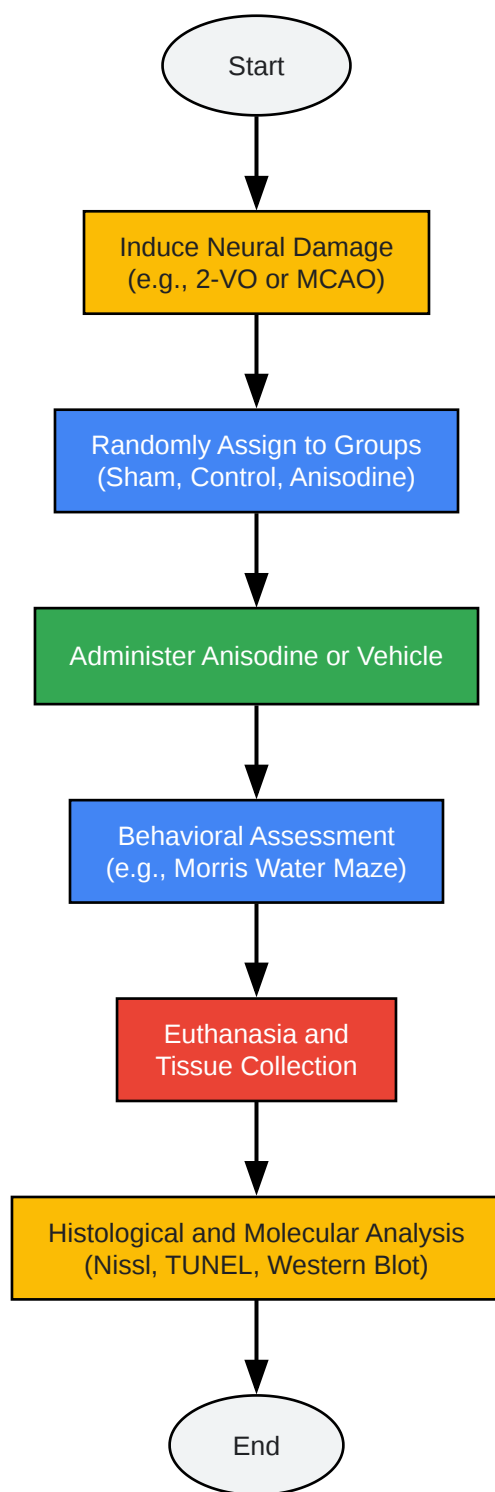 Start
Induce Neural Damage
(e.g., 2-VO or MCAO)
Randomly Assign to Groups
(Sham, Control, Anisodine)
Administer Anisodine or Vehicle
Behavioral Assessment
(e.g., Morris Water Maze)
Euthanasia and
Tissue Collection
Histological and Molecular Analysis
(Nissl, TUNEL, Western Blot)
End